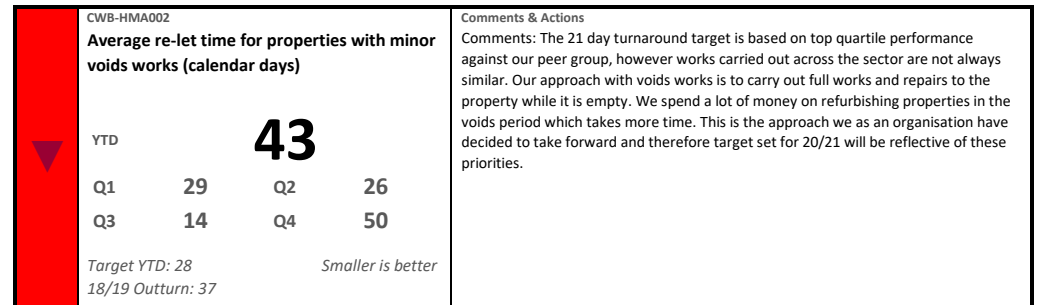 CWB-HMA002
Average re-let time for properties with minor
voids works (calendar days)
YTD 43
Q1 29 Q2 26
Q3 14 Q4 50
Target YTD: 28 Smaller is better
18/19 Outturn: 37
Comments & Actions
Comments: The 21 day turnaround target is based on top quartile performance
against our peer group, however works carried out across the sector are not always
similar. Our approach with voids works is to carry out full works and repairs to the
property while it is empty. We spend a lot of money on refurbishing properties in the
voids period which takes more time. This is the approach we as an organisation have
decided to take forward and therefore target set for 20/21 will be reflective of these
priorities.